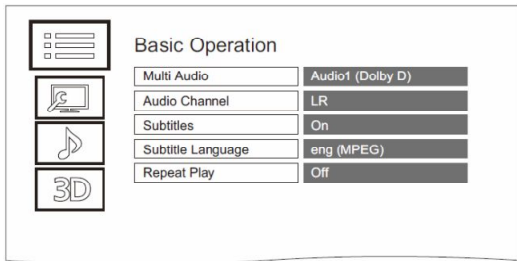 Basic Operation
Multi Audio Audio1 (Dolby D)
Audio Channel LR
Subtitles On
Subtitle Language eng (MPEG)
Repeat Play Off
3D